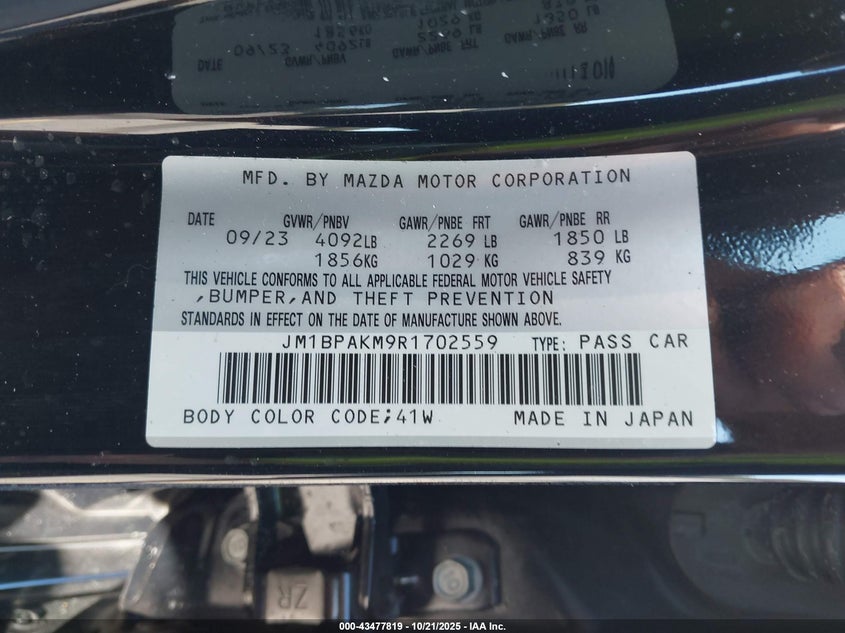 MFD. BY MAZDA MOTOR CORPORATION
DATE GVWR/PNBV GAWR/PNBE FRT GAWR/PNBE RR
09/23 4092LB 2269 LB 1850 LB
1856KG 1029 KG 839 KG
THIS VEHICLE CONFORMS TO ALL APPLICABLE FEDERAL MOTOR VEHICLE SAFETY
,BUMPER,AND THEFT PREVENTION
STANDARDS IN EFFECT ON THE DATE OF MANUFACTURE SHOWN ABOVE.
JM1BPAKM9R1702559 TYPE: PASS CAR
BODY COLOR CODE;41W MADE IN JAPAN
ZR
000-43477819 - 10/21/2025 - IAA Inc.